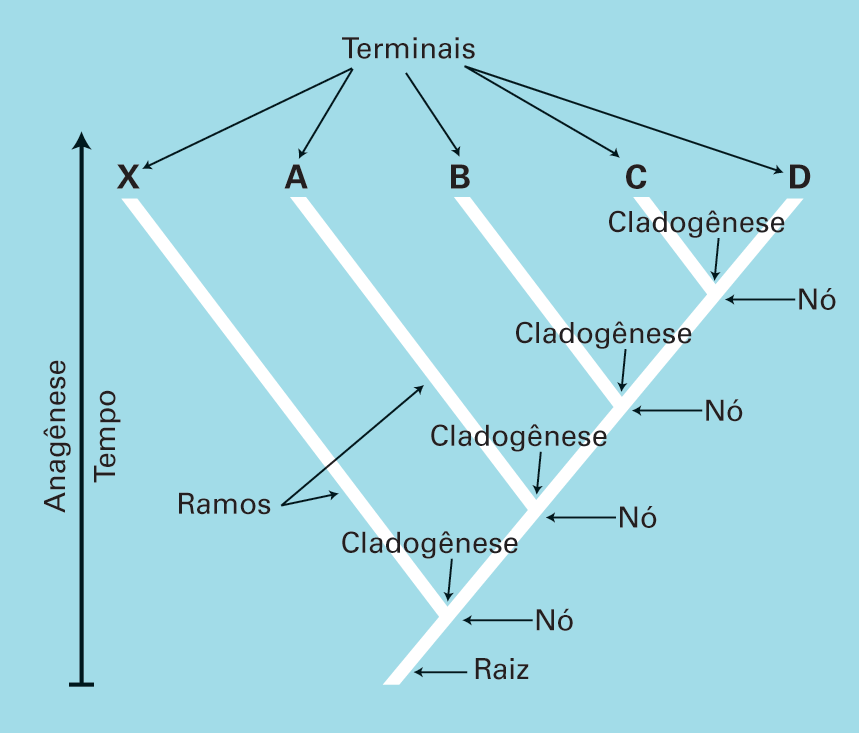 Terminais
X
A
B
C
D
Cladogênese
Nó
Cladogênese
Nó
Cladogênese
Nó
Cladogênese
Nó
Raiz
Ramos
Anagênese
Tempo